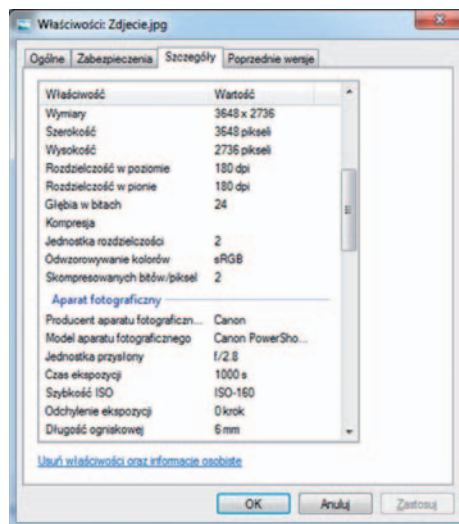 Właściwości: Zdjecie.jpg
Ogólne Zabezpieczenia Szczegóły Poprzednie wersje
Właściwość Wartość
Wymiary 3648 x 2736
Szerokość 3648 pikseli
Wysokość 2736 pikseli
Rozdzielczość w poziomie 180 dpi
Rozdzielczość w pionie 180 dpi
Głębia w bitach 24
Kompresja
Jednostka rozdzielczości 2
Odwzorowywanie kolorów sRGB
Skompresowanych bitów/piksel 2
Aparat fotograficzny
Producent aparatu fotograficzn... Canon
Model aparatu fotograficznego Canon PowerSho...
Jednostka przysłony f/2.8
Czas ekspozycji 1000 s
Szybkość ISO ISO-160
Odchylenie ekspozycji 0 krok
Długość ogniskowej 6 mm
Usuń właściwości oraz informacje osobiste
OK Anuluj Zastosuj